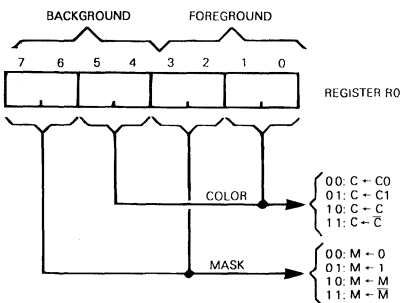 BACKGROUND FOREGROUND
7 6 5 4 3 2 1 0
REGISTER R0
COLOR
00: C ← C0
01: C ← C1
10: C ← C
11: C ← C̅
MASK
00: M ← 0
01: M ← 1
10: M ← M
11: M ← M̅